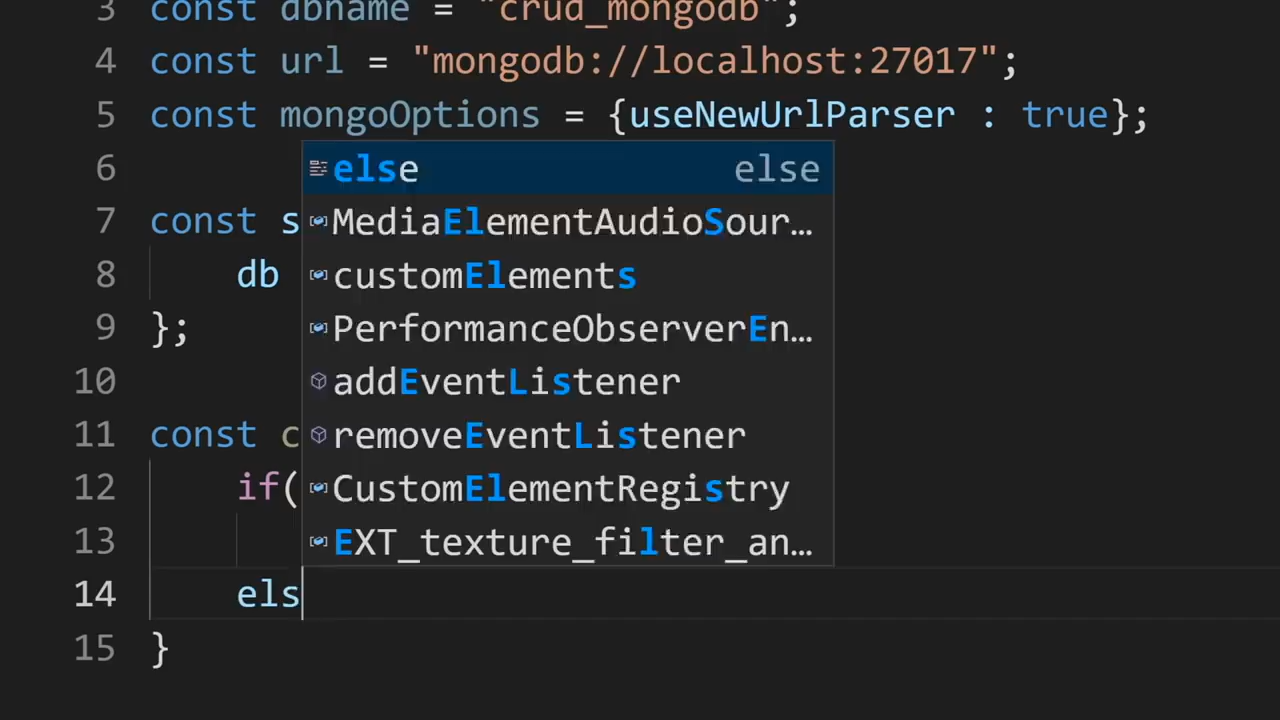 3 const dbname = "crud_mongodb";
4 const url = "mongodb://localhost:27017";
5 const mongoOptions = {useNewUrlParser : true};
6 else else
7 const s MediaElementAudioSour…
8 db customElements
9 }; PerformanceObserverEn…
10 addEventListener
11 const c removeEventListener
12 if( CustomElementRegistry
13 EXT_texture_filter_an…
14 els
15 }